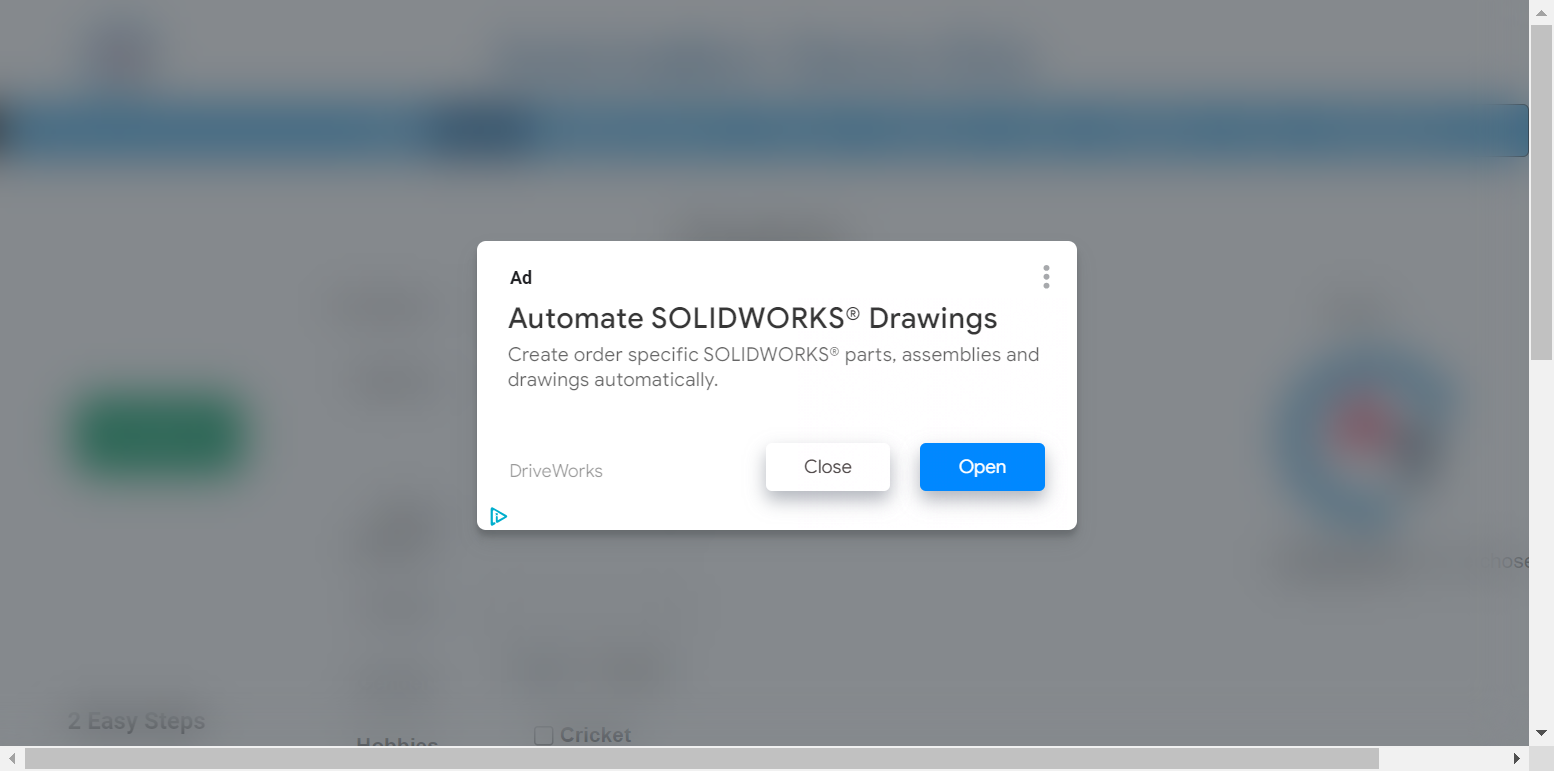 Ad
Automate SOLIDWORKS® Drawings
Create order specific SOLIDWORKS® parts, assemblies and
drawings automatically.
DriveWorks
Close
Open
2 Easy Steps
Hobbies
Cricket